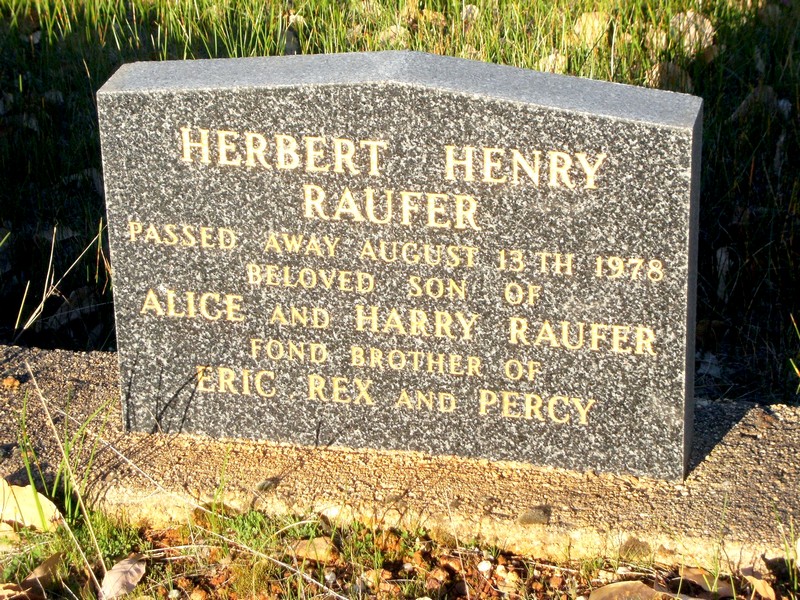 HERBERT HENRY
RAUFER
PASSED AWAY AUGUST 13TH 1978
BELOVED SON OF
ALICE AND HARRY RAUFER
FOND BROTHER OF
ERIC REX AND PERCY